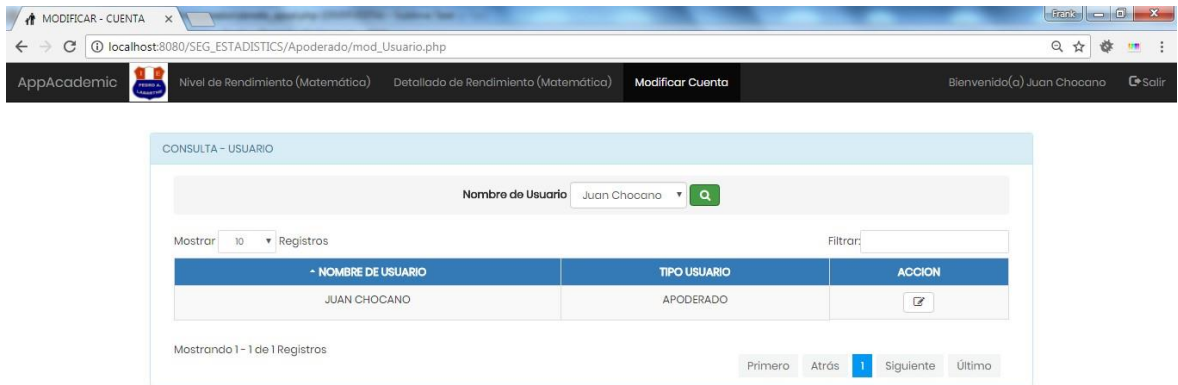 MODIFICAR - CUENTA
Frank
localhost:8080/SEG_ESTADISTICS/Apoderado/mod_Usuario.php
AppAcademic Nivel de Rendimiento (Matemática) Detallado de Rendimiento (Matemática) Modificar Cuenta Bienvenido(a) Juan Chocano Salir
CONSULTA - USUARIO
Nombre de Usuario Juan Chocano
Mostrar 10 Registros Filtrar:
NOMBRE DE USUARIO TIPO USUARIO ACCION
JUAN CHOCANO APODERADO
Mostrando 1 - 1 de 1 Registros
Primero Atrás 1 Siguiente Último